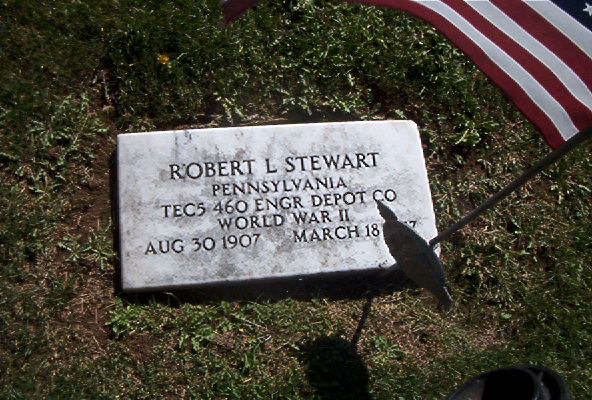 ROBERT L STEWART
PENNSYLVANIA
TEC5 460 ENGR DEPOT CO
WORLD WAR II
AUG 30 1907 MARCH 18